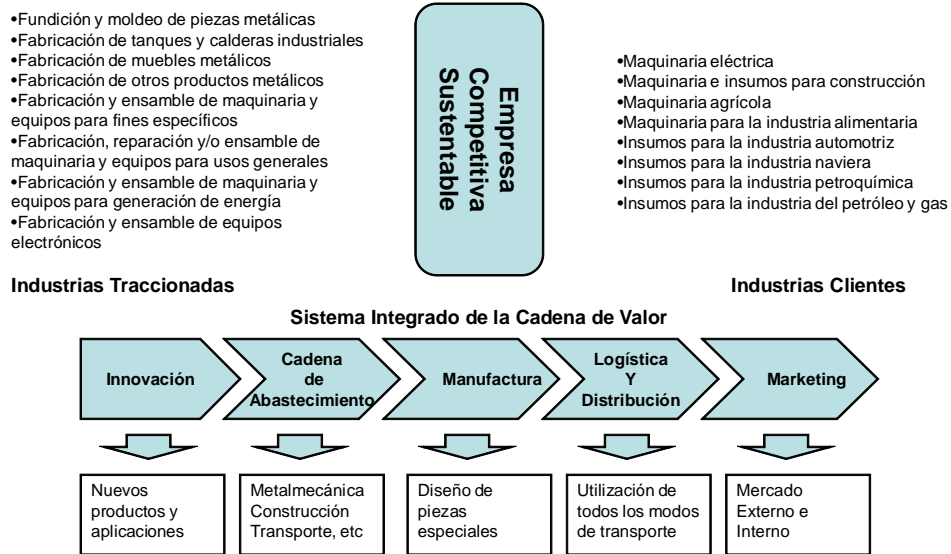 •Fundición y moldeo de piezas metálicas
•Fabricación de tanques y calderas industriales
•Fabricación de muebles metálicos
•Fabricación de otros productos metálicos
•Fabricación y ensamble de maquinaria y
equipos para fines específicos
•Fabricación, reparación y/o ensamble de
maquinaria y equipos para usos generales
•Fabricación y ensamble de maquinaria y
equipos para generación de energía
•Fabricación y ensamble de equipos
electrónicos
Industrias Traccionadas
Empresa
Competitiva
Sustentable
•Maquinaria eléctrica
•Maquinaria e insumos para construcción
•Maquinaria agrícola
•Maquinaria para la industria alimentaria
•Insumos para la industria automotriz
•Insumos para la industria naviera
•Insumos para la industria petroquímica
•Insumos para la industria del petróleo y gas
Industrias Clientes
Sistema Integrado de la Cadena de Valor
Innovación
Cadena
de
Abastecimiento
Manufactura
Logística
Y
Distribución
Marketing
Nuevos
productos y
aplicaciones
Metalmecánica
Construcción
Transporte, etc
Diseño de
piezas
especiales
Utilización de
todos los modos
de transporte
Mercado
Externo e
Interno